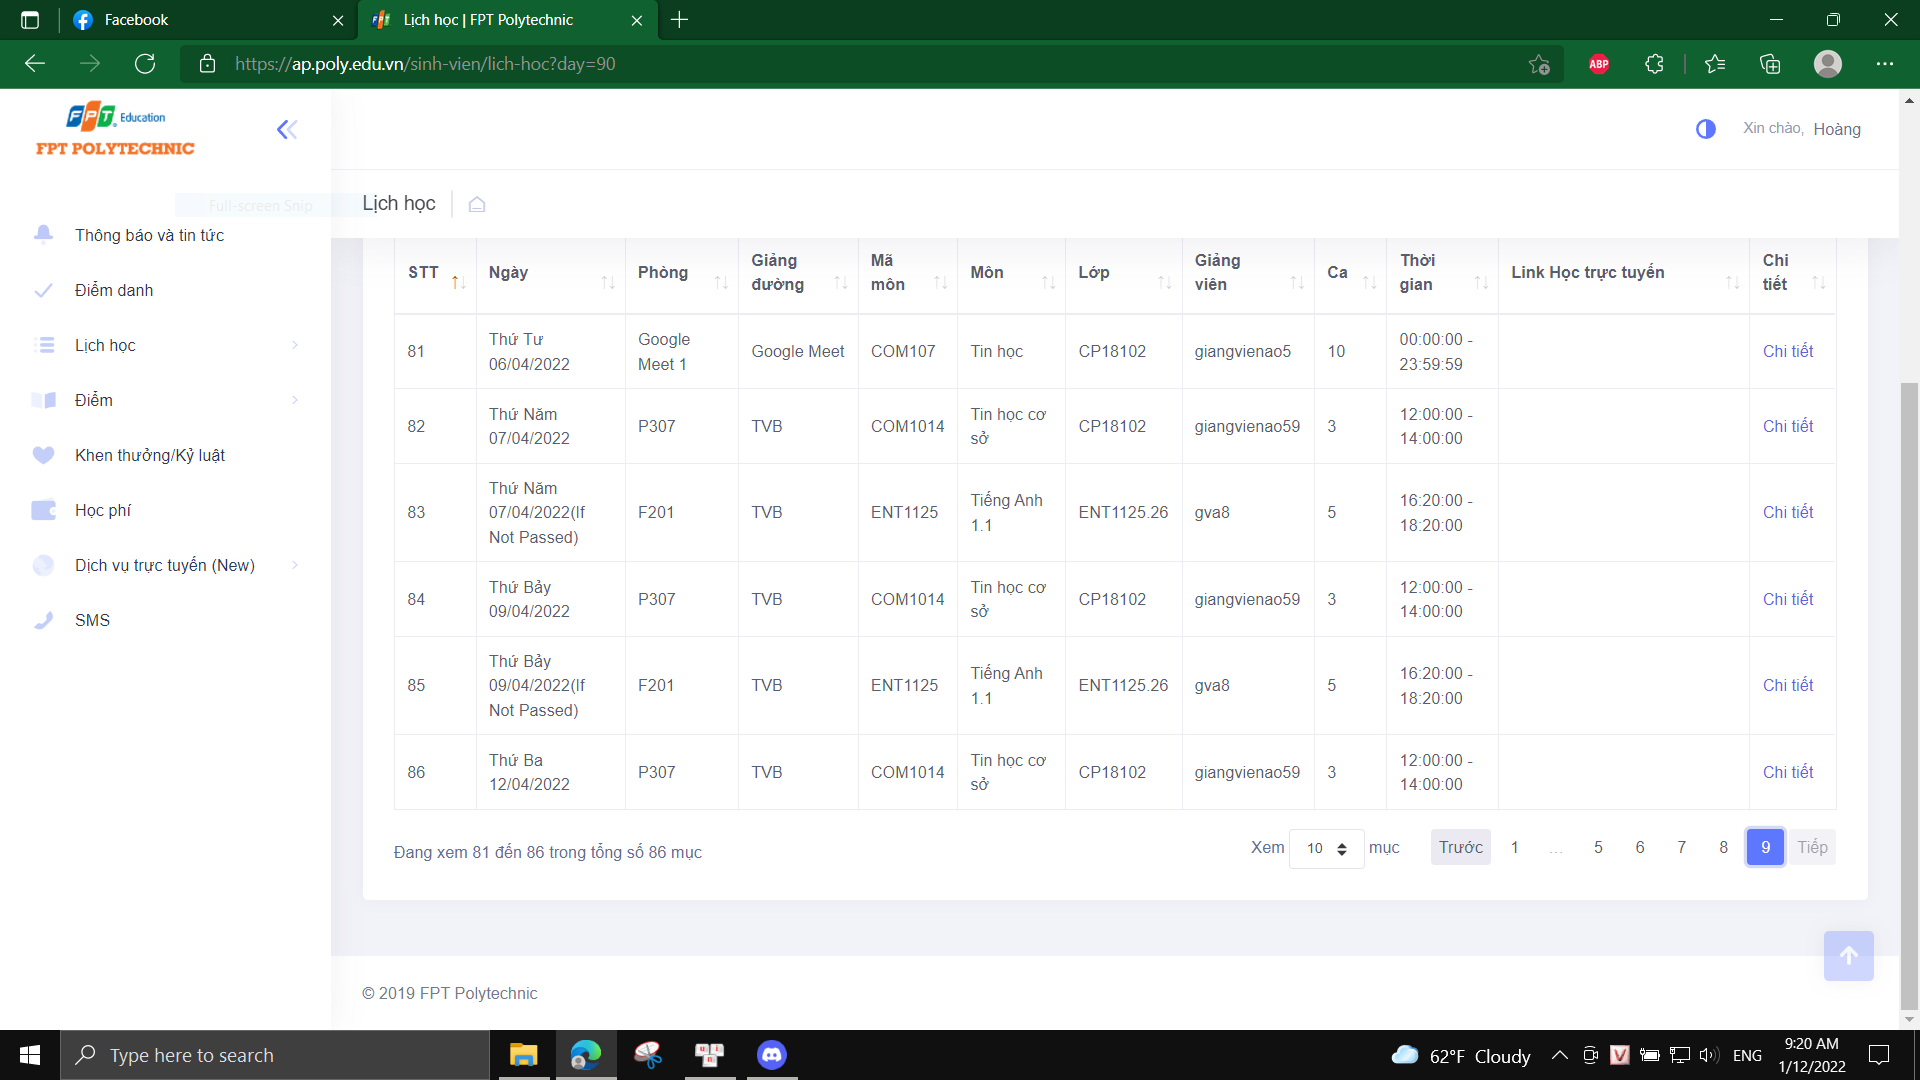 Facebook
Lịch học | FPT Polytechnic
https://ap.poly.edu.vn/sinh-vien/lich-hoc?day=90
ABP
FPT Education
FPT POLYTECHNIC
Xin chào, Hoàng
Full-screen Snip
Lịch học
Thông báo và tin tức
Điểm danh
Lịch học
Điểm
Khen thưởng/Kỷ luật
Học phí
Dịch vụ trực tuyến (New)
SMS
STT Ngày Phòng Giảng đường Mã môn Môn Lớp Giảng viên Ca Thời gian Link Học trực tuyến Chi tiết
81 Thứ Tư 06/04/2022 Google Meet 1 Google Meet COM107 Tin học CP18102 giangvienao5 10 00:00:00 - 23:59:59 Chi tiết
82 Thứ Năm 07/04/2022 P307 TVB COM1014 Tin học cơ sở CP18102 giangvienao59 3 12:00:00 - 14:00:00 Chi tiết
83 Thứ Năm 07/04/2022(If Not Passed) F201 TVB ENT1125 Tiếng Anh 1.1 ENT1125.26 gva8 5 16:20:00 - 18:20:00 Chi tiết
84 Thứ Bảy 09/04/2022 P307 TVB COM1014 Tin học cơ sở CP18102 giangvienao59 3 12:00:00 - 14:00:00 Chi tiết
85 Thứ Bảy 09/04/2022(If Not Passed) F201 TVB ENT1125 Tiếng Anh 1.1 ENT1125.26 gva8 5 16:20:00 - 18:20:00 Chi tiết
86 Thứ Ba 12/04/2022 P307 TVB COM1014 Tin học cơ sở CP18102 giangvienao59 3 12:00:00 - 14:00:00 Chi tiết
Đang xem 81 đến 86 trong tổng số 86 mục
Xem 10 mục Trước 1 ... 5 6 7 8 9 Tiếp
© 2019 FPT Polytechnic
Type here to search
62°F Cloudy
V
ENG
9:20 AM
1/12/2022